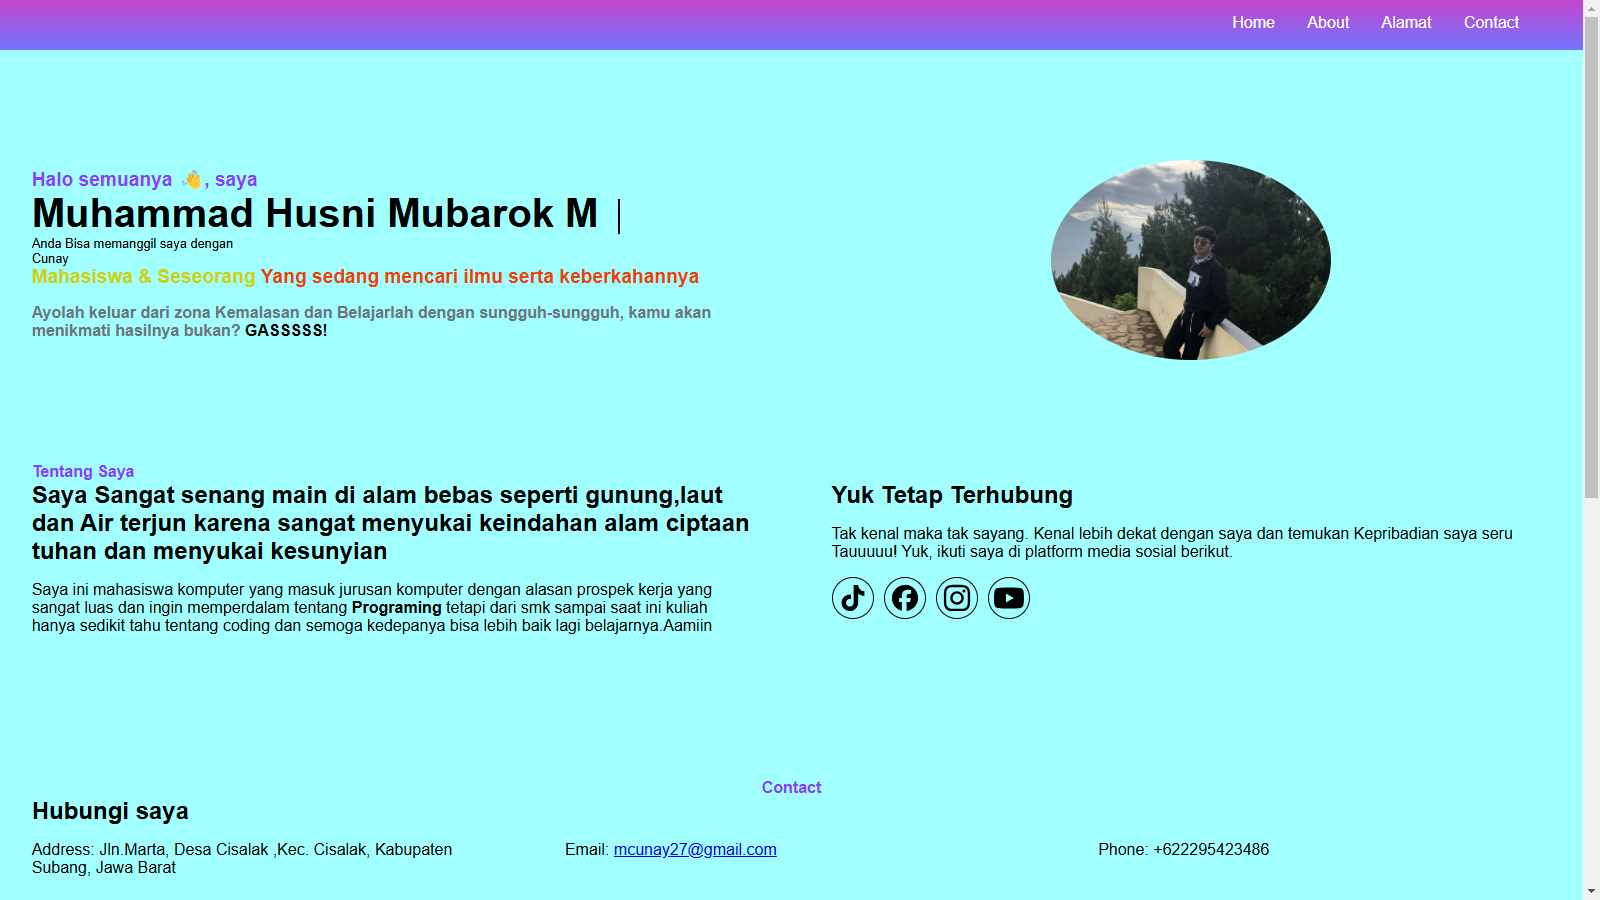 Home About Alamat Contact
Halo semuanya 👋, saya
Muhammad Husni Mubarok M |
Anda Bisa memanggil saya dengan
Cunay
Mahasiswa & Seseorang Yang sedang mencari ilmu serta keberkahannya
Ayolah keluar dari zona Kemalasan dan Belajarlah dengan sungguh-sungguh, kamu akan
menikmati hasilnya bukan? GASSSSS!
Tentang Saya
Saya Sangat senang main di alam bebas seperti gunung,laut
dan Air terjun karena sangat menyukai keindahan alam ciptaan
tuhan dan menyukai kesunyian
Saya ini mahasiswa komputer yang masuk jurusan komputer dengan alasan prospek kerja yang
sangat luas dan ingin memperdalam tentang Programing tetapi dari smk sampai saat ini kuliah
hanya sedikit tahu tentang coding dan semoga kedepanya bisa lebih baik lagi belajarnya.Aamiin
Yuk Tetap Terhubung
Tak kenal maka tak sayang. Kenal lebih dekat dengan saya dan temukan Kepribadian saya seru
Tauuuuu! Yuk, ikuti saya di platform media sosial berikut.
Contact
Hubungi saya
Address: Jln.Marta, Desa Cisalak ,Kec. Cisalak, Kabupaten
Subang, Jawa Barat
Email: mcunay27@gmail.com
Phone: +622295423486